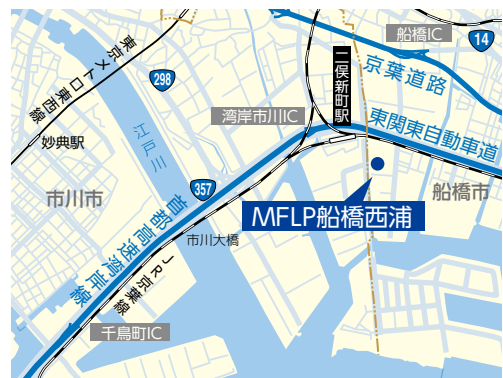 船橋IC
14
京葉道路
東京メトロ東西線
298
二俣新町駅
湾岸市川IC
東関東自動車道
妙典駅
江戸川
市川市
357
船橋市
MFLP船橋西浦
首都高速湾岸線
市川大橋
JR京葉線
千鳥町IC